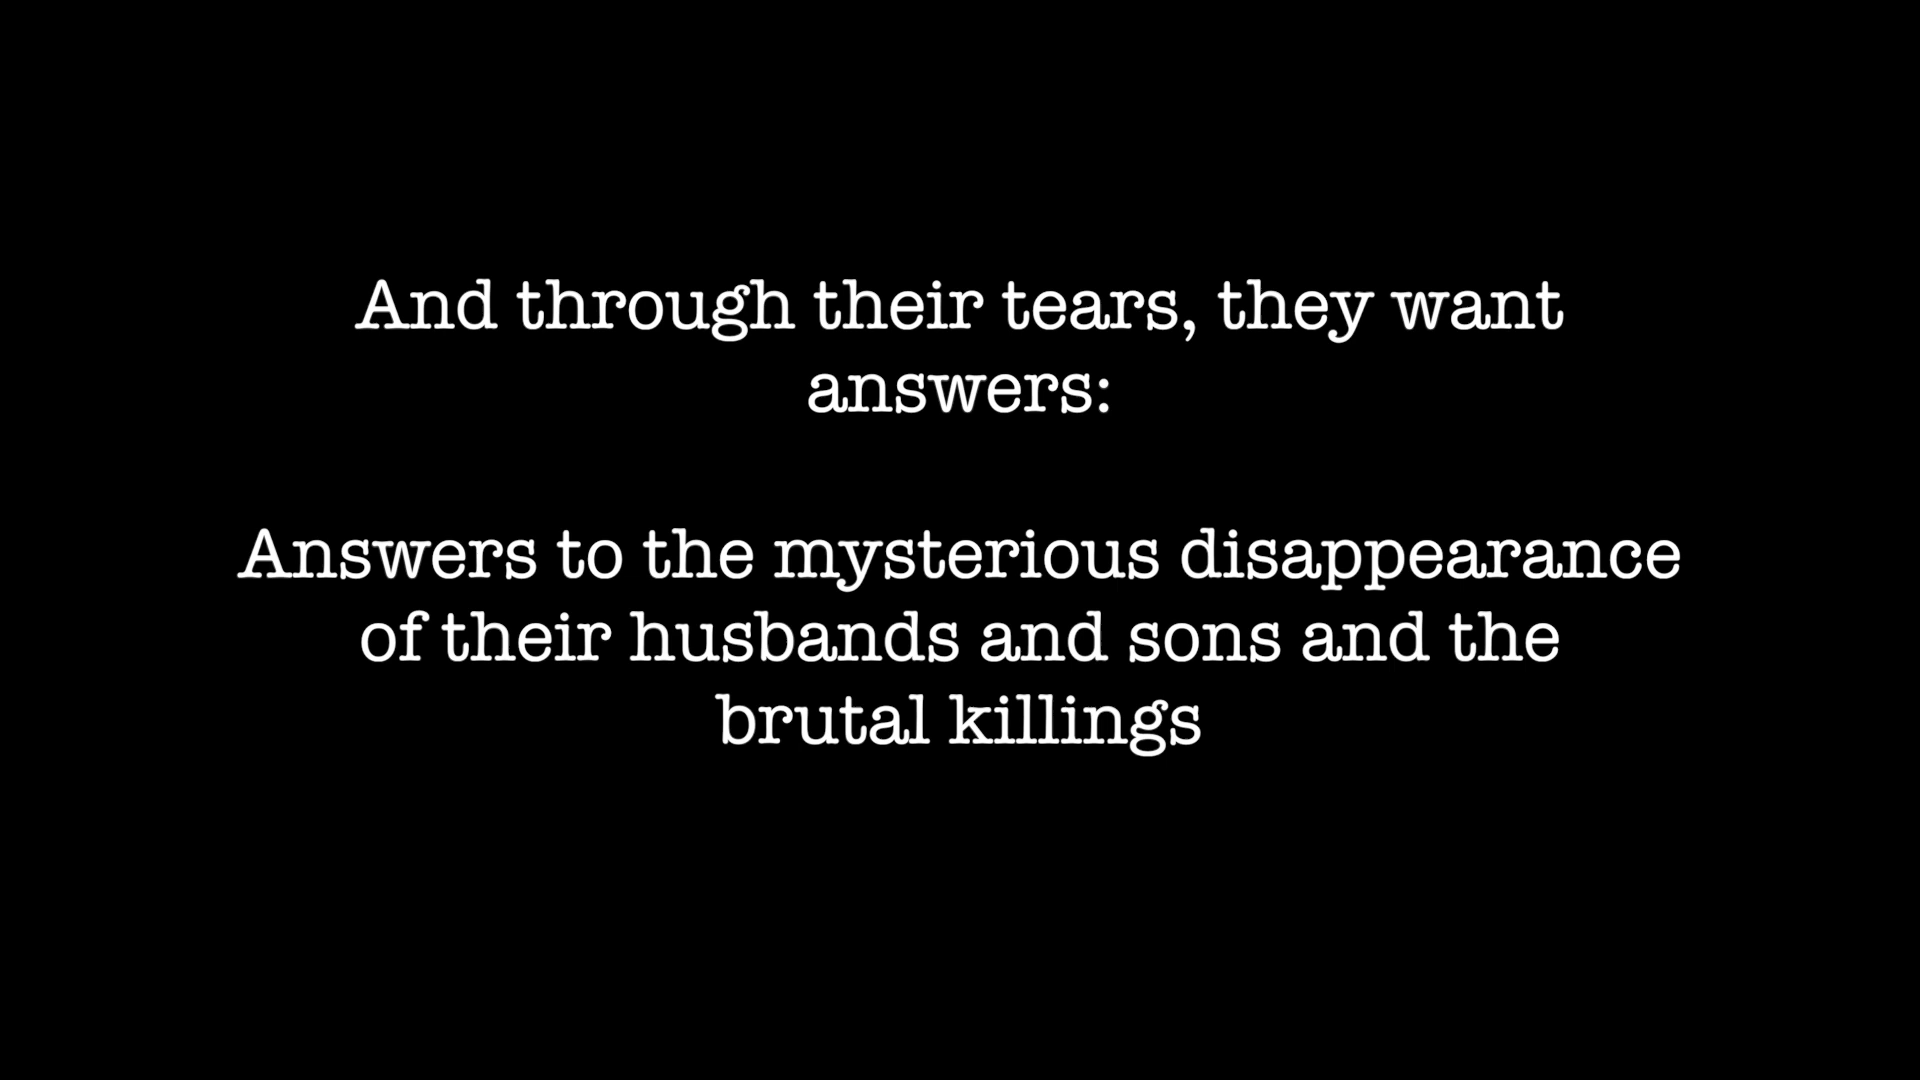 And through their tears, they want
answers:
Answers to the mysterious disappearance
of their husbands and sons and the
brutal killings